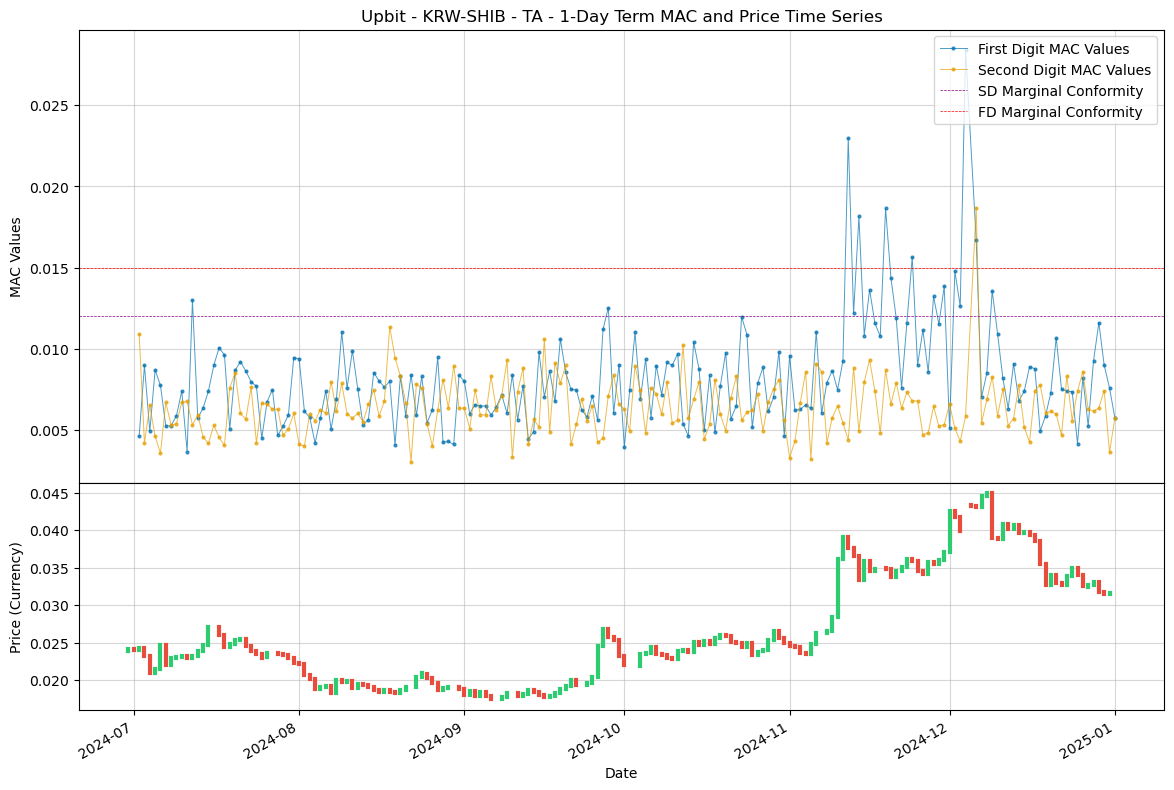 Upbit - KRW-SHIB - TA - 1-Day Term MAC and Price Time Series
First Digit MAC Values
Second Digit MAC Values
SD Marginal Conformity
FD Marginal Conformity
MAC Values
0.025
0.020
0.015
0.010
0.005
Price (Currency)
0.045
0.040
0.035
0.030
0.025
0.020
2024-07
2024-08
2024-09
2024-10
2024-11
2024-12
2025-01
Date